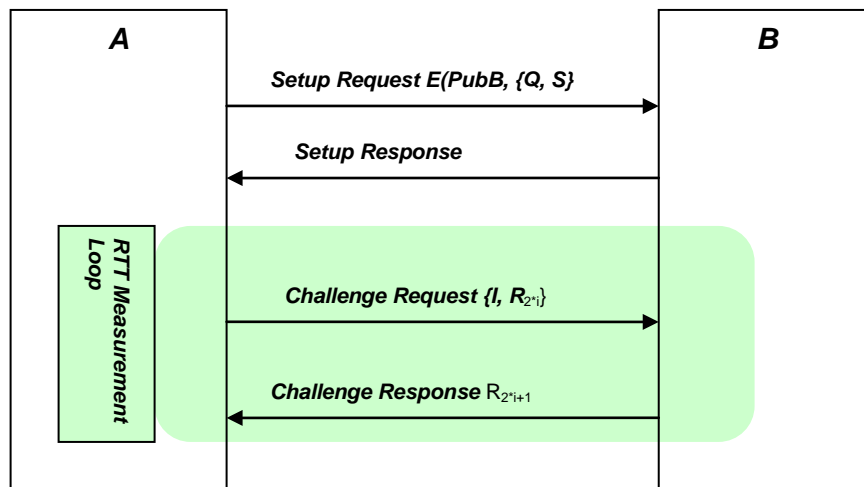 A
B
Setup Request E(PubB, {Q, S}
Setup Response
RTT Measurement
Loop
Challenge Request {I, R2*i}
Challenge Response R2*i+1